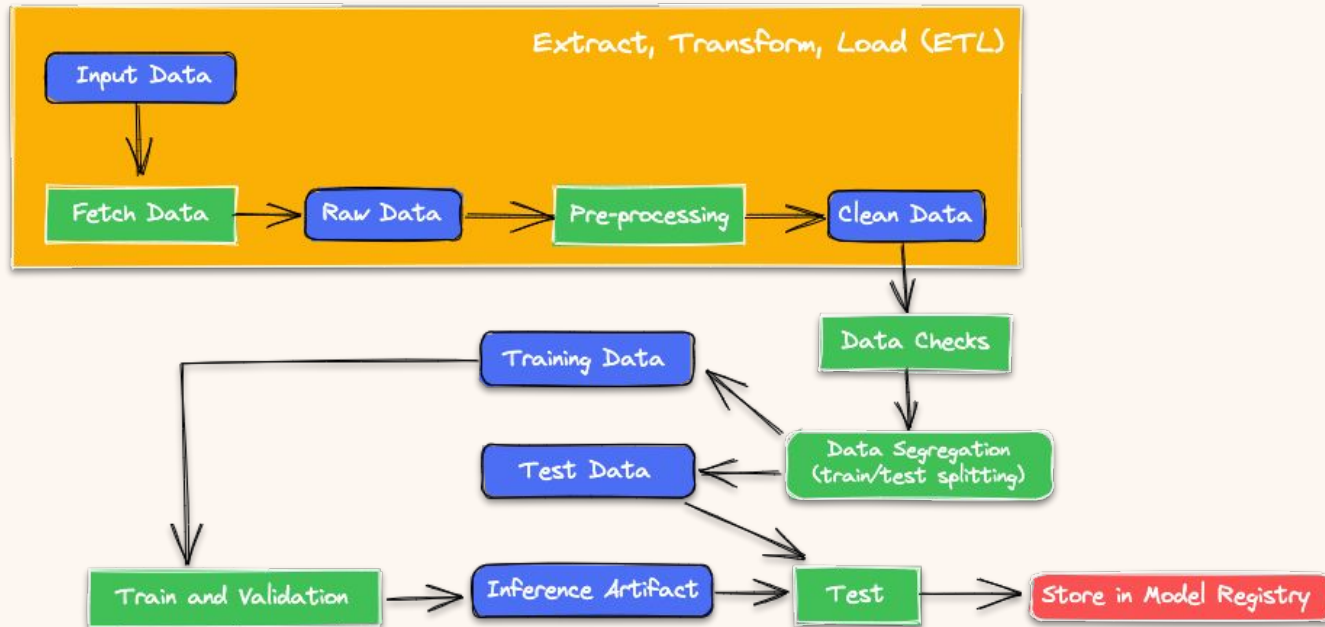 Extract, Transform, Load (ETL)
Input Data
Fetch Data
Raw Data
Pre-processing
Clean Data
Data Checks
Training Data
Data Segregation
(train/test splitting)
Test Data
Train and Validation
Inference Artifact
Test
Store in Model Registry